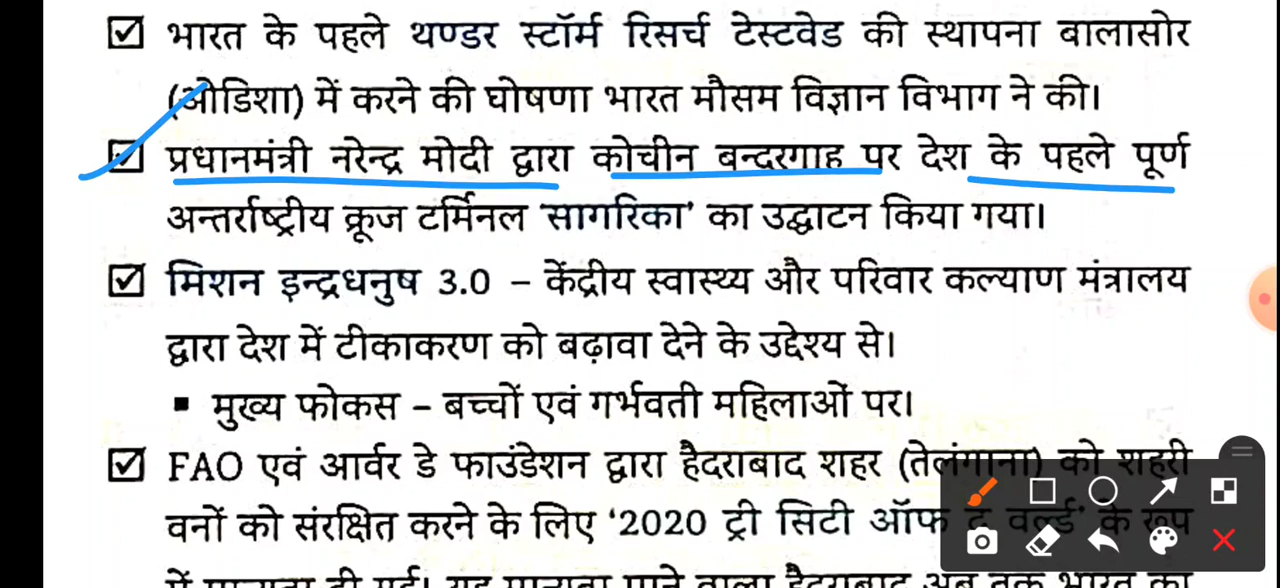 भारत के पहले थण्डर स्टॉर्म रिसर्च टेस्टवेड की स्थापना बालासोर
(ओडिशा) में करने की घोषणा भारत मौसम विज्ञान विभाग ने की।
प्रधानमंत्री नरेन्द्र मोदी द्वारा कोचीन बन्दरगाह पर देश के पहले पूर्ण
अन्तर्राष्ट्रीय क्रूज टर्मिनल 'सागरिका' का उद्घाटन किया गया।
मिशन इन्द्रधनुष 3.0 – केंद्रीय स्वास्थ्य और परिवार कल्याण मंत्रालय
द्वारा देश में टीकाकरण को बढ़ावा देने के उद्देश्य से।
▪ मुख्य फोकस – बच्चों एवं गर्भवती महिलाओं पर।
FAO एवं आर्वर डे फाउंडेशन द्वारा हैदराबाद शहर (तेलंगाना) को शहरी
वनों को संरक्षित करने के लिए '2020 ट्री सिटी ऑफ द वर्ल्ड' के रूप